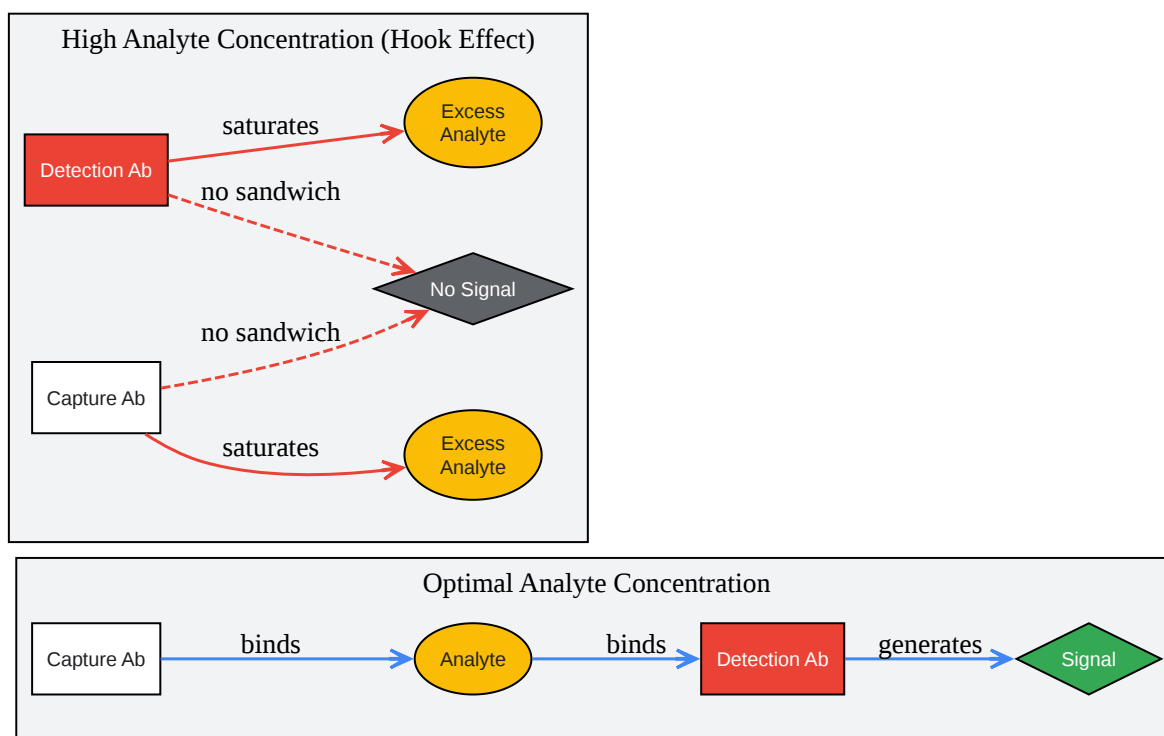 High Analyte Concentration (Hook Effect)
Excess
Analyte
saturates
Detection Ab
no sandwich
No Signal
no sandwich
Capture Ab
saturates
Excess
Analyte
Optimal Analyte Concentration
Capture Ab
binds
Analyte
binds
Detection Ab
generates
Signal